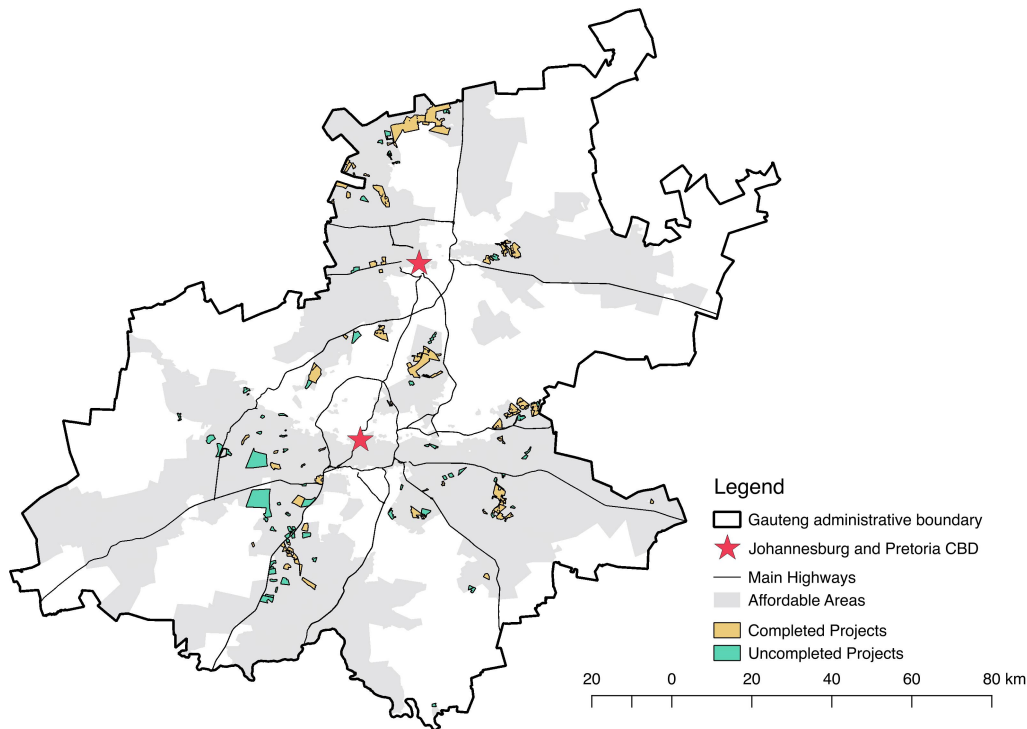 Legend
Gauteng administrative boundary
Johannesburg and Pretoria CBD
Main Highways
Affordable Areas
Completed Projects
Uncompleted Projects
20 0 20 40 60 80 km